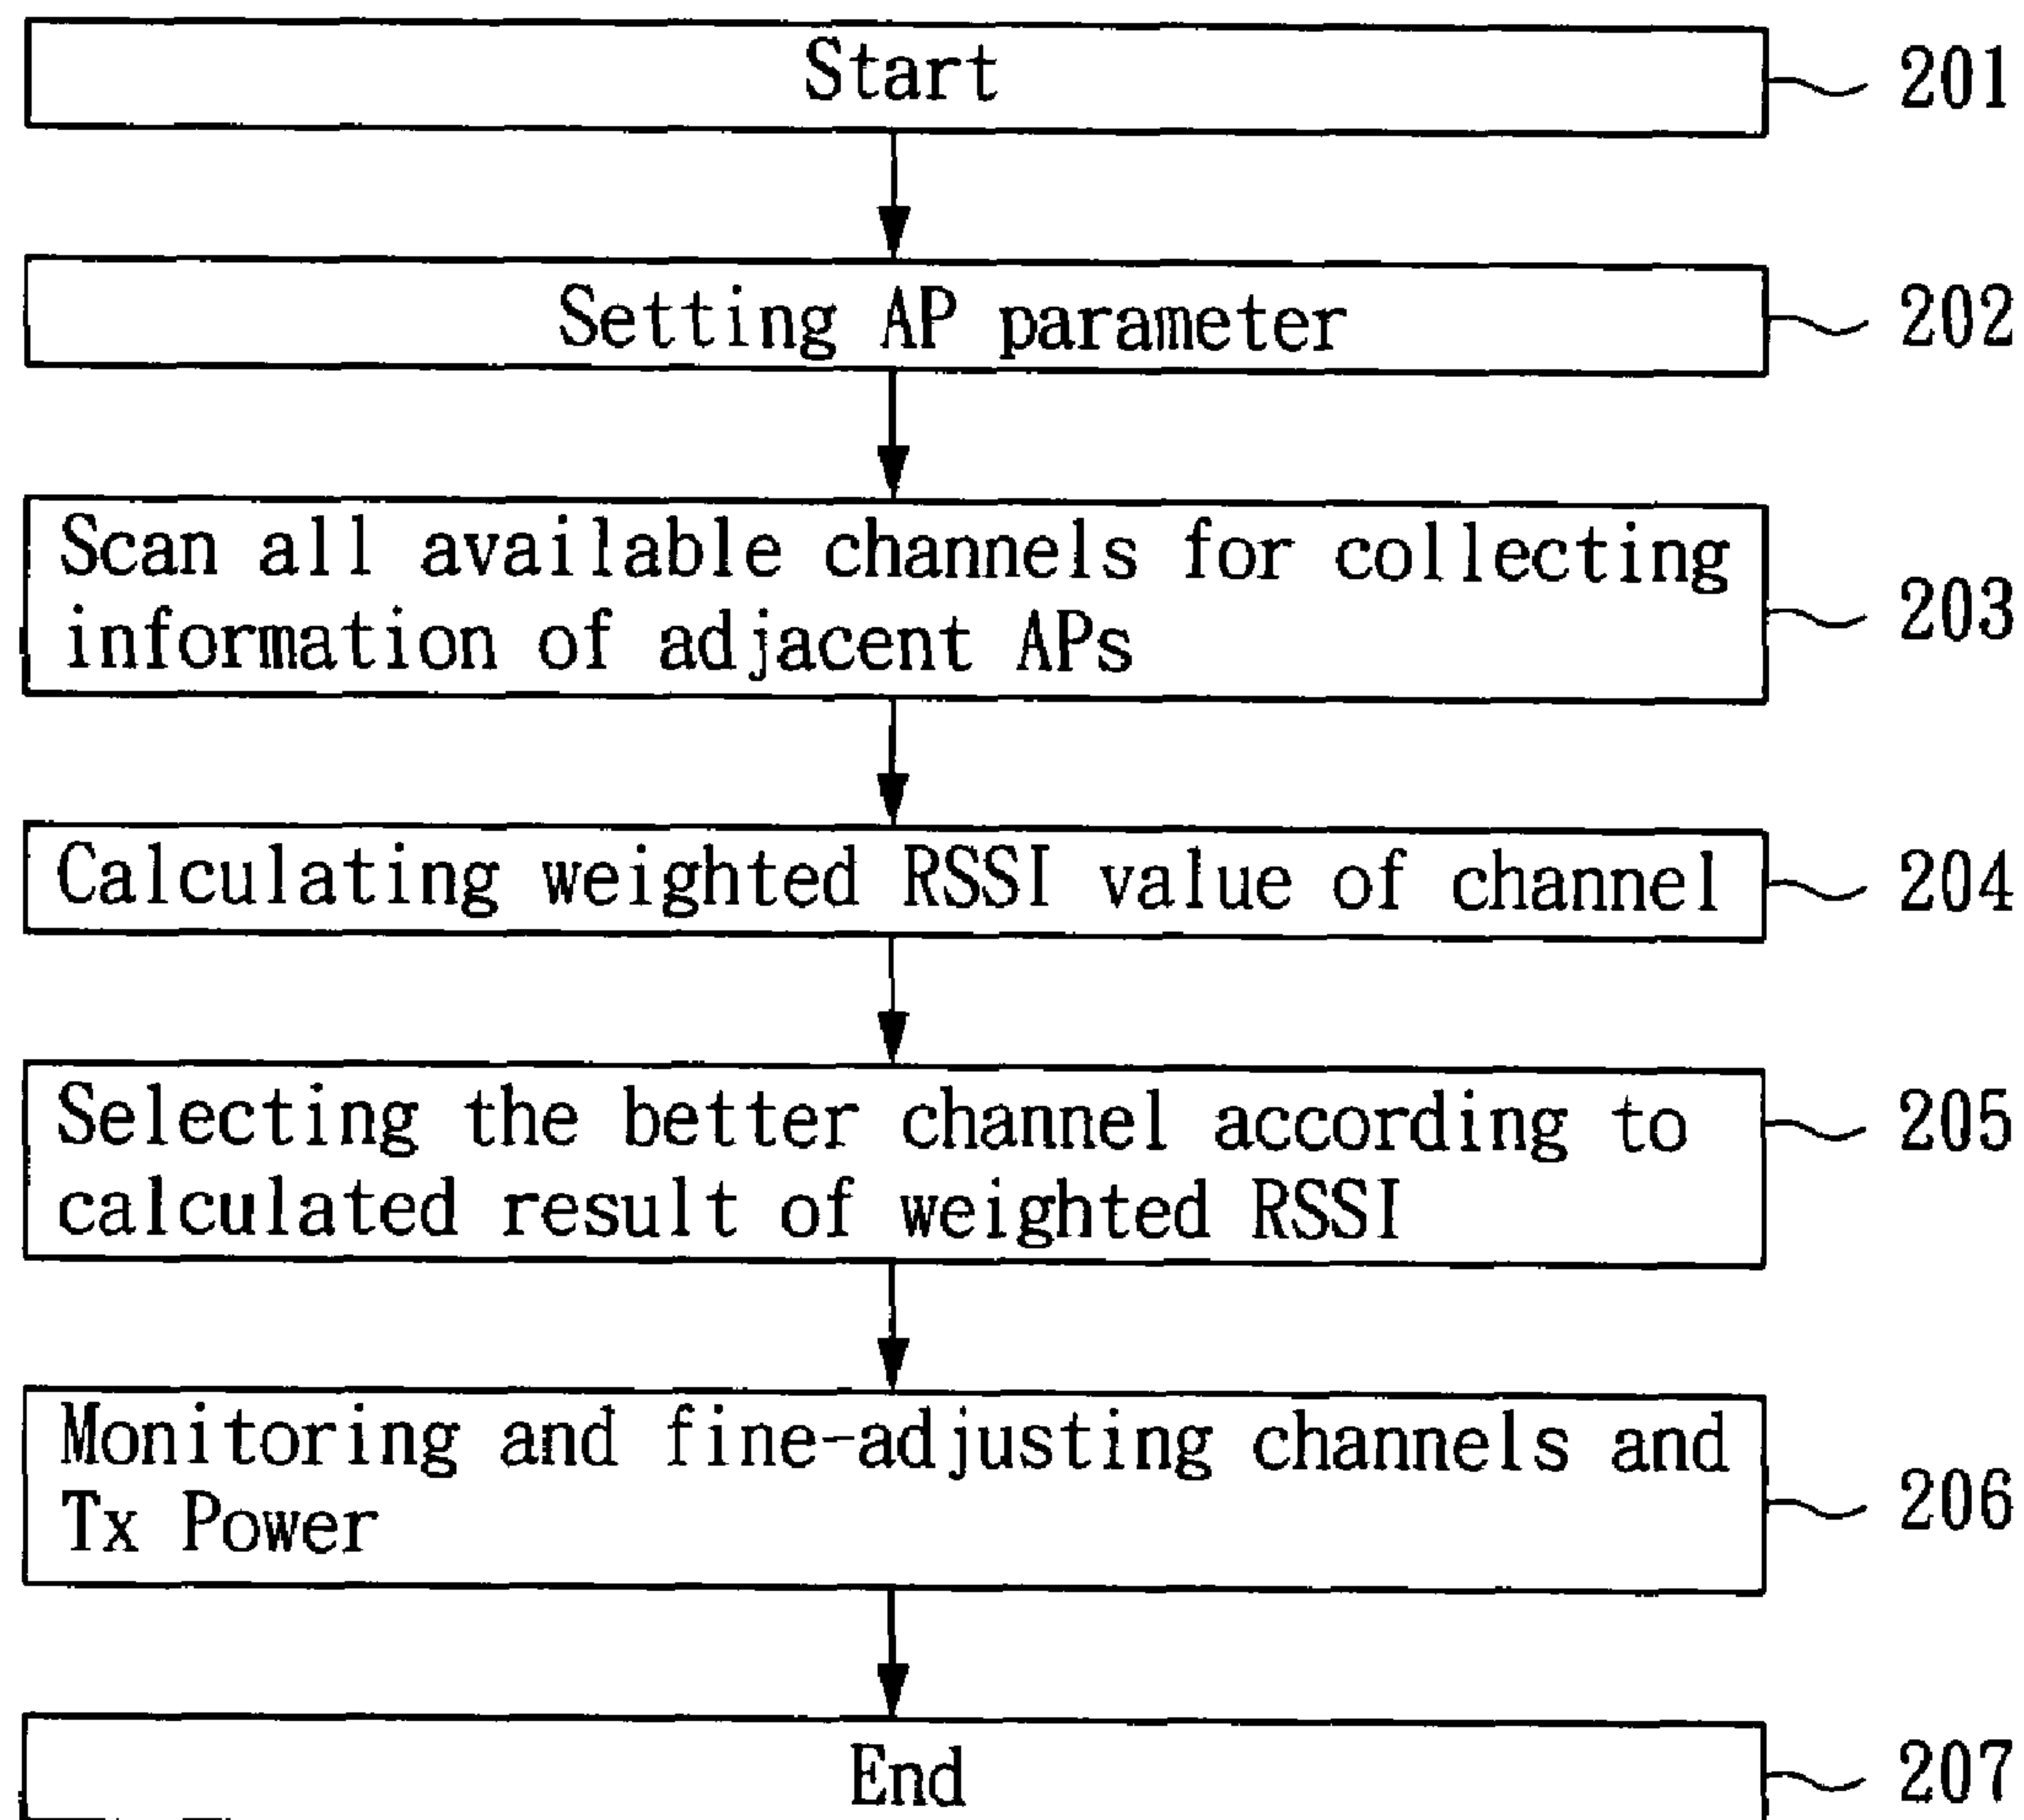 Start
201
Setting AP parameter
202
Scan all available channels for collecting
information of adjacent APs
203
Calculating weighted RSSI value of channel
204
Selecting the better channel according to
calculated result of weighted RSSI
205
Monitoring and fine-adjusting channels and
Tx Power
206
End
207